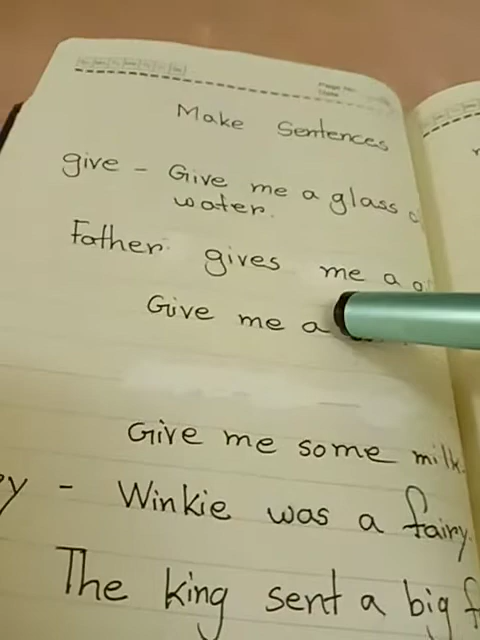 Make Sentences
give - Give me a glass
water.
Father gives me a
Give me a
Give me some milk.
- Winkie was a fairy.
The king sent a big